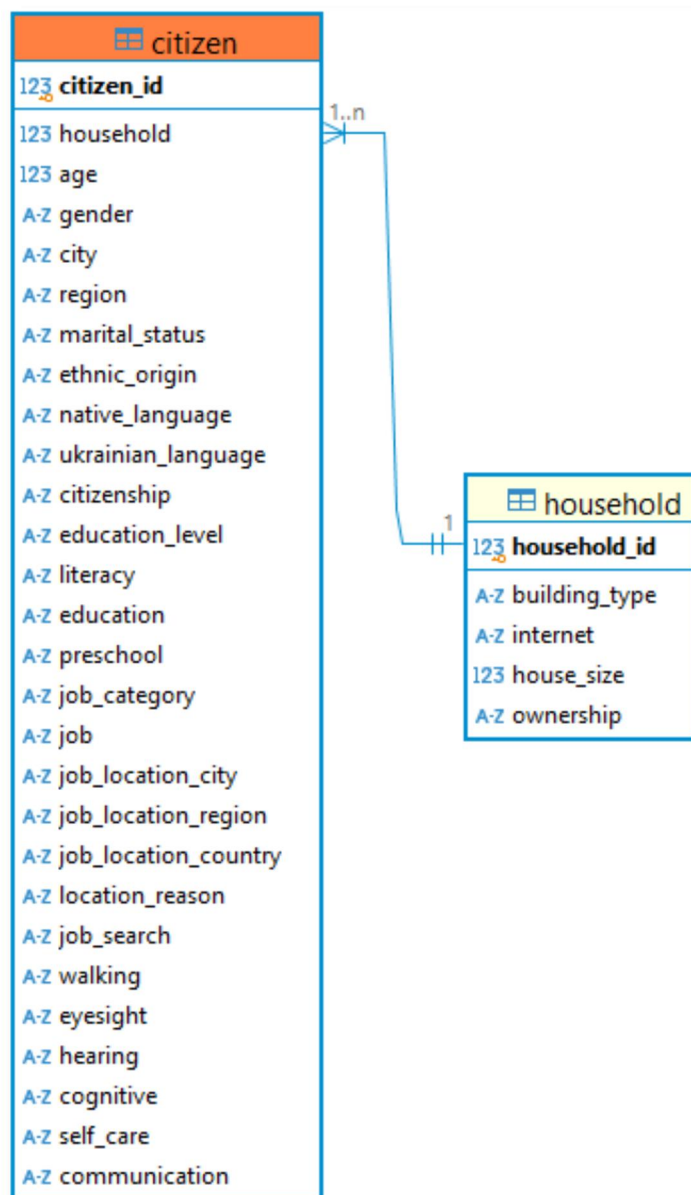 citizen
123 citizen_id
1..n
123 household
123 age
A-Z gender
A-Z city
A-Z region
A-Z marital_status
A-Z ethnic_origin
A-Z native_language
A-Z ukrainian_language
A-Z citizenship
A-Z education_level
A-Z literacy
A-Z education
A-Z preschool
A-Z job_category
A-Z job
A-Z job_location_city
A-Z job_location_region
A-Z job_location_country
A-Z location_reason
A-Z job_search
A-Z walking
A-Z eyesight
A-Z hearing
A-Z cognitive
A-Z self_care
A-Z communication
household
1
123 household_id
A-Z building_type
A-Z internet
123 house_size
A-Z ownership